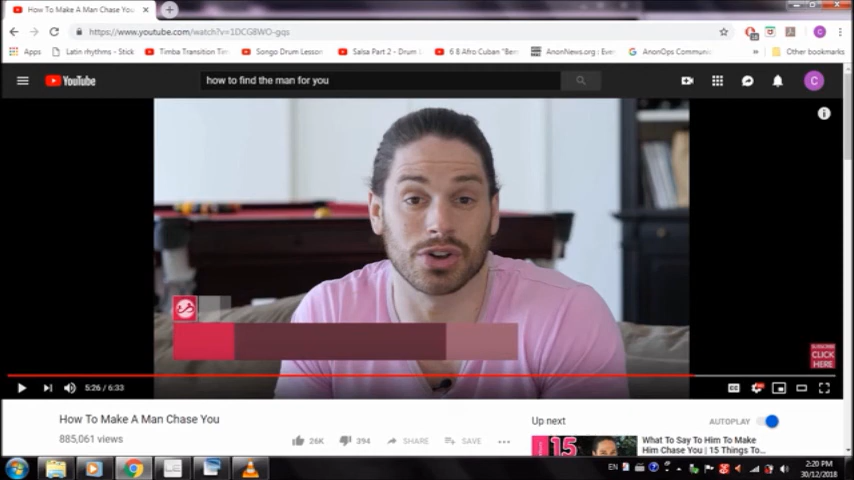 How To Make A Man Chase You
https://www.youtube.com/watch?v=1DCG8WO-gqs
Apps
Latin rhythms - Stick
Timba Transition Tim
Songo Drum Lesson
Salsa Part 2 - Drum L
6 8 Afro Cuban "Bem
AnonNews.org : Ever
AnonOps Communic
Other bookmarks
YouTube
how to find the man for you
C
SUBSCRIBE
CLICK
HERE
5:26 / 6:33
How To Make A Man Chase You
885,061 views
26K
394
SHARE
SAVE
Up next
AUTOPLAY
15
What To Say To Him To Make
Him Chase You | 15 Things To...
EN
2:20 PM
30/12/2018